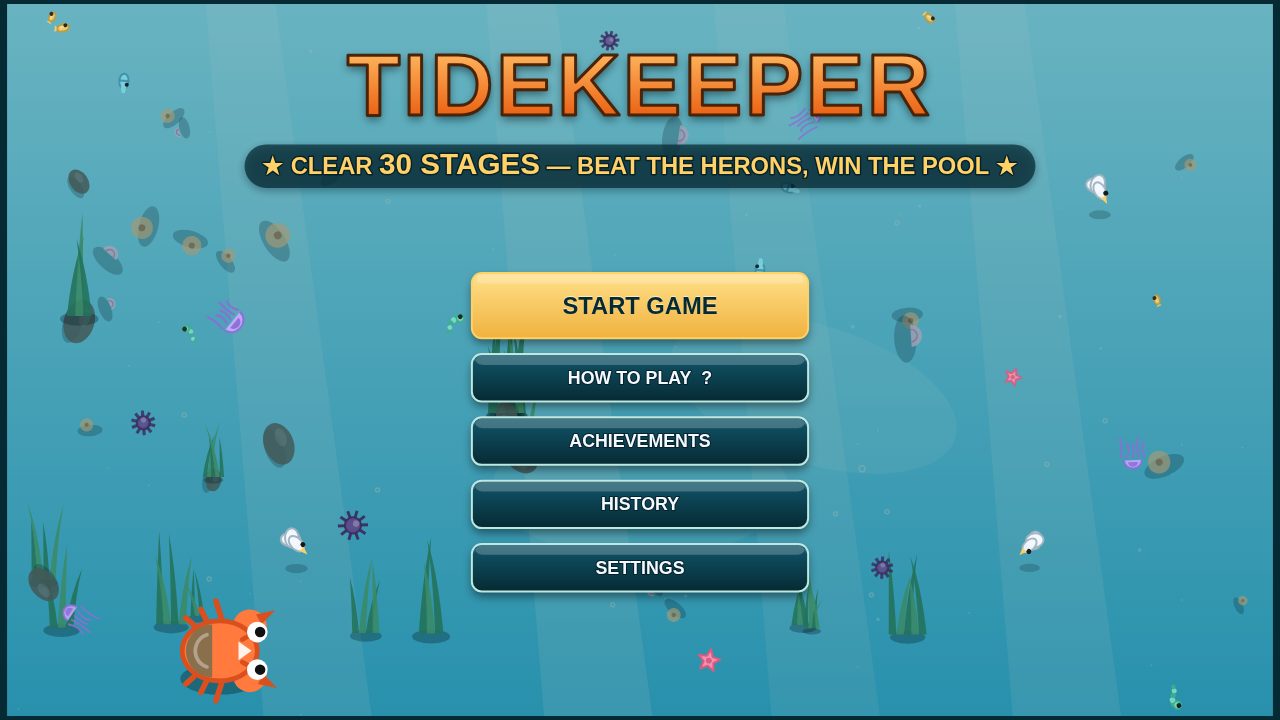 TIDEKEEPER
★ CLEAR 30 STAGES — BEAT THE HERONS, WIN THE POOL ★
START GAME
HOW TO PLAY ?
ACHIEVEMENTS
HISTORY
SETTINGS